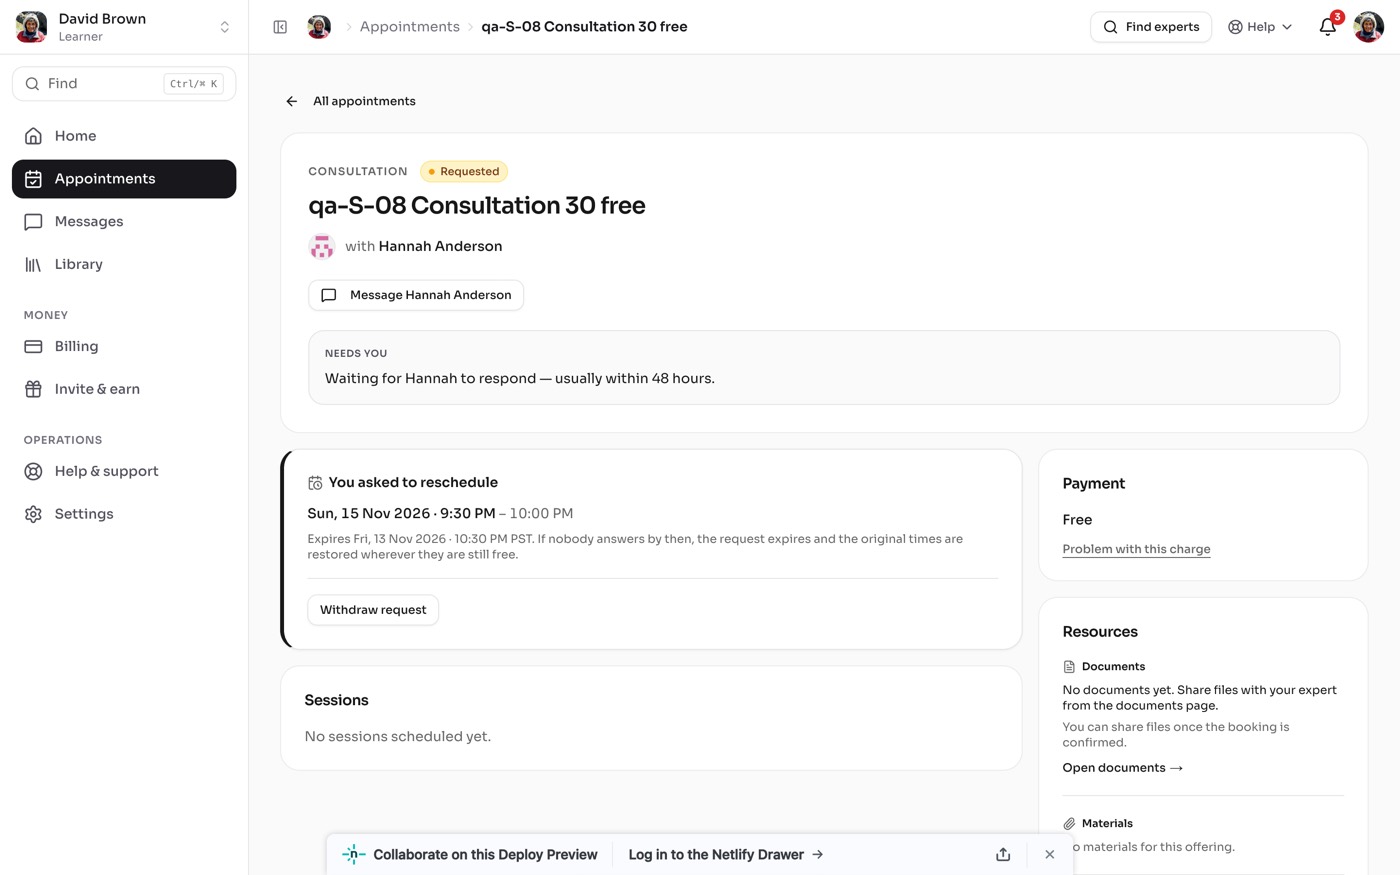 David Brown
Learner
Appointments
qa-S-08 Consultation 30 free
Find experts
Help
3
Find
Ctrl/⌘ K
Home
Appointments
Messages
Library
MONEY
Billing
Invite & earn
OPERATIONS
Help & support
Settings
All appointments
CONSULTATION
Requested
qa-S-08 Consultation 30 free
with Hannah Anderson
Message Hannah Anderson
NEEDS YOU
Waiting for Hannah to respond — usually within 48 hours.
You asked to reschedule
Sun, 15 Nov 2026 · 9:30 PM – 10:00 PM
Expires Fri, 13 Nov 2026 · 10:30 PM PST. If nobody answers by then, the request expires and the original times are
restored wherever they are still free.
Withdraw request
Sessions
No sessions scheduled yet.
Payment
Free
Problem with this charge
Resources
Documents
No documents yet. Share files with your expert
from the documents page.
You can share files once the booking is
confirmed.
Open documents →
Materials
materials for this offering.
Collaborate on this Deploy Preview
Log in to the Netlify Drawer →